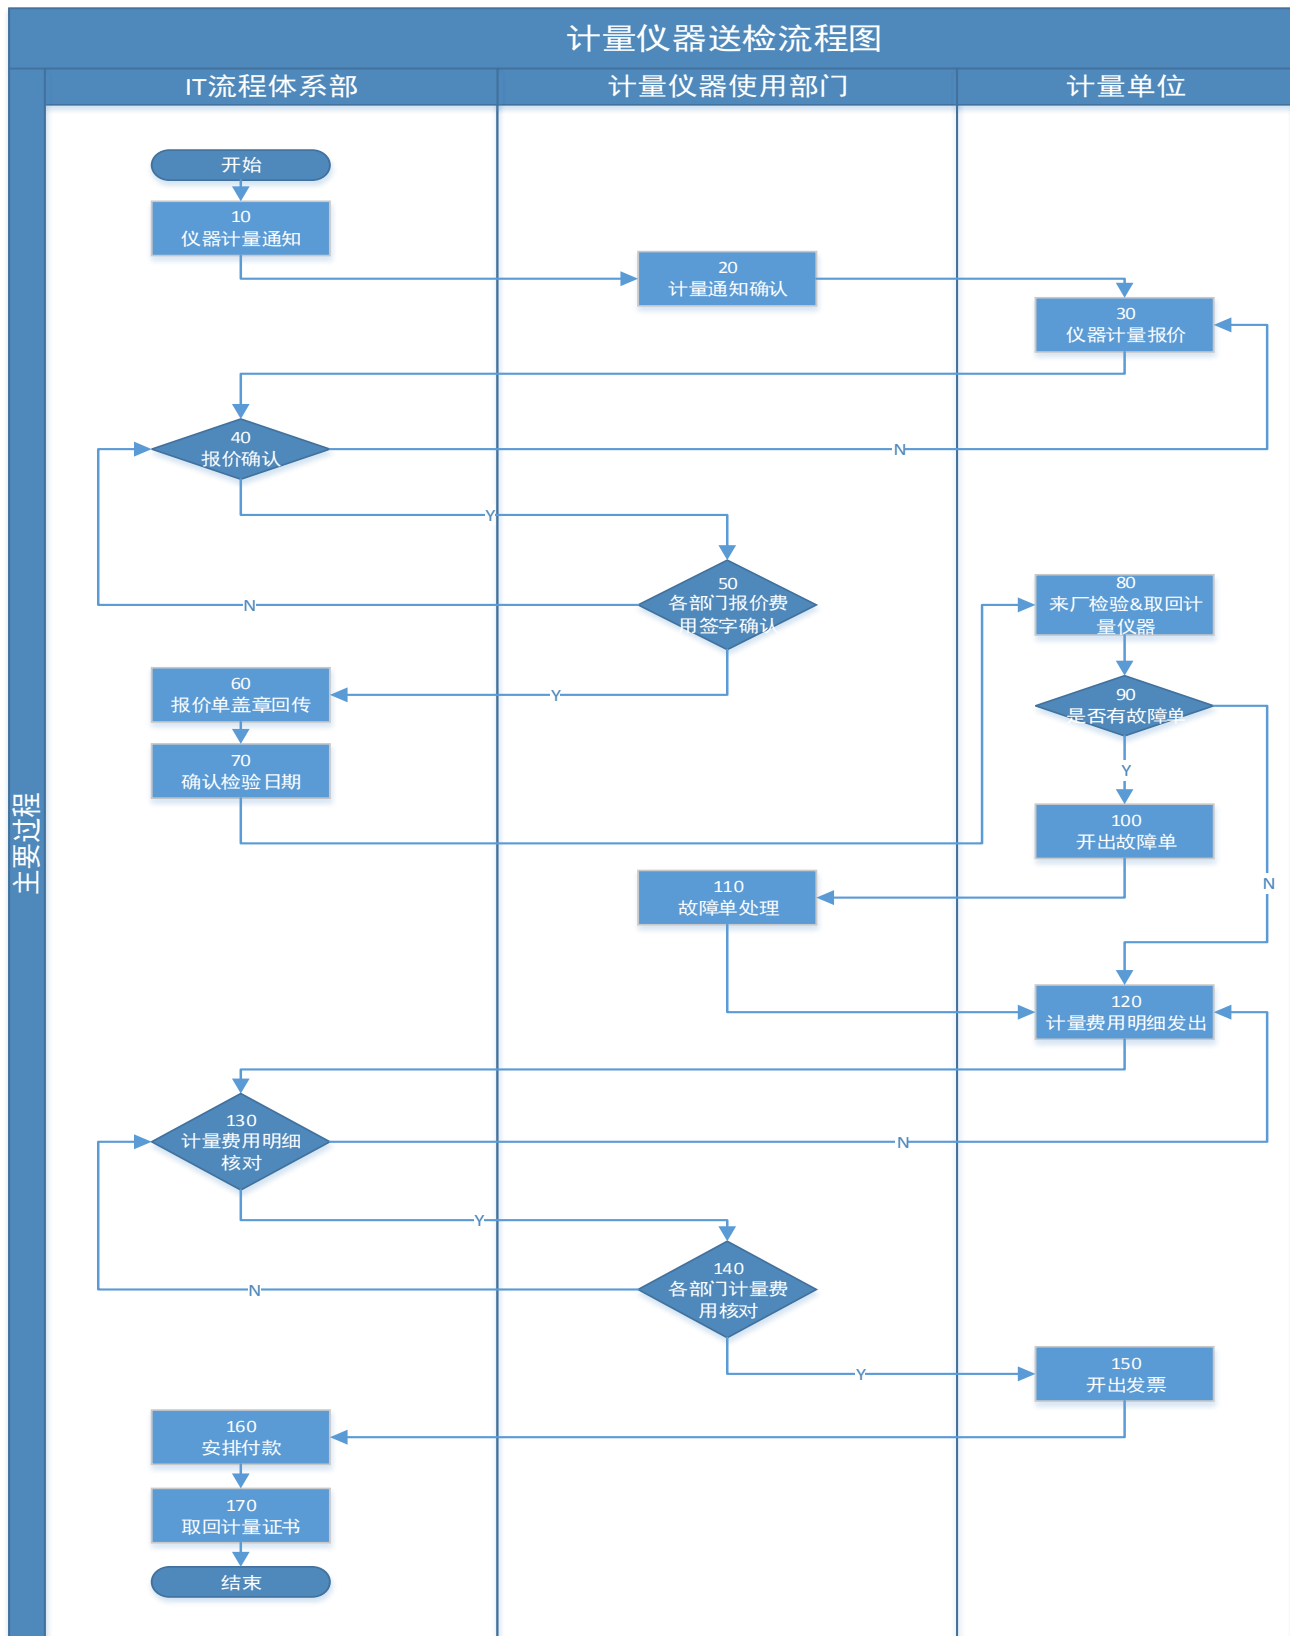 计量仪器送检流程图
IT流程体系部
计量仪器使用部门
计量单位
主要过程
开始
10
仪器计量通知
20
计量通知确认
30
仪器计量报价
40
报价确认
N
Y
50
各部门报价费
用签字确认
N
Y
60
报价单盖章回传
70
确认检验日期
80
来厂检验&取回计
量仪器
90
是否有故障单
Y
N
100
开出故障单
110
故障单处理
120
计量费用明细发出
130
计量费用明细
核对
N
Y
140
各部门计量费
用核对
N
Y
150
开出发票
160
安排付款
170
取回计量证书
结束